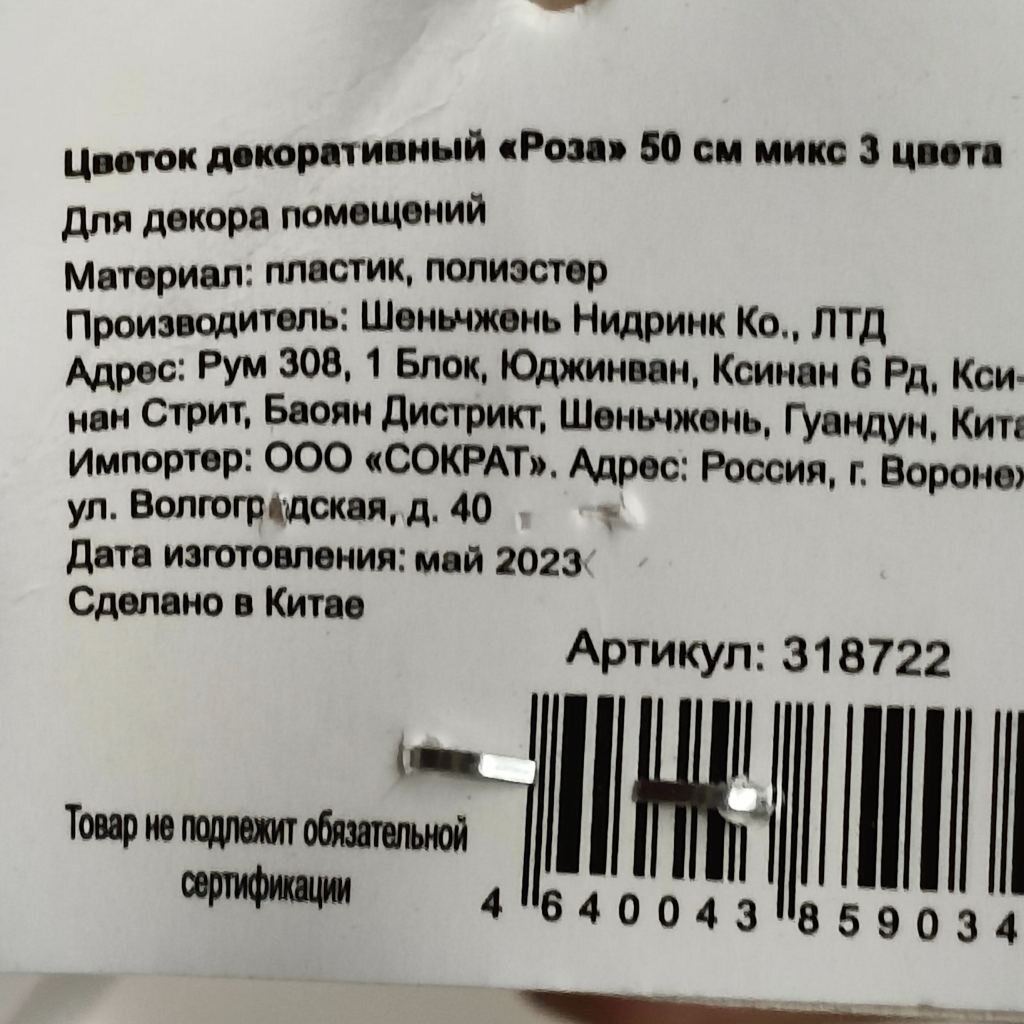 Цветок декоративный «Роза» 50 см микс 3 цвета
Для декора помещений
Материал: пластик, полиэстер
Производитель: Шеньчжень Нидринк Ко., ЛТД
Адрес: Рум 308, 1 Блок, Юджинван, Ксинан 6 Рд, Кси-
нан Стрит, Баоян Дистрикт, Шеньчжень, Гуандун, Кита
Импортер: ООО «СОКРАТ». Адрес: Россия, г. Воронеж
ул. Волгоградская, д. 40
Дата изготовления: май 2023
Сделано в Китае
Артикул: 318722
Товар не подлежит обязательной
сертификации
4 640043 859034